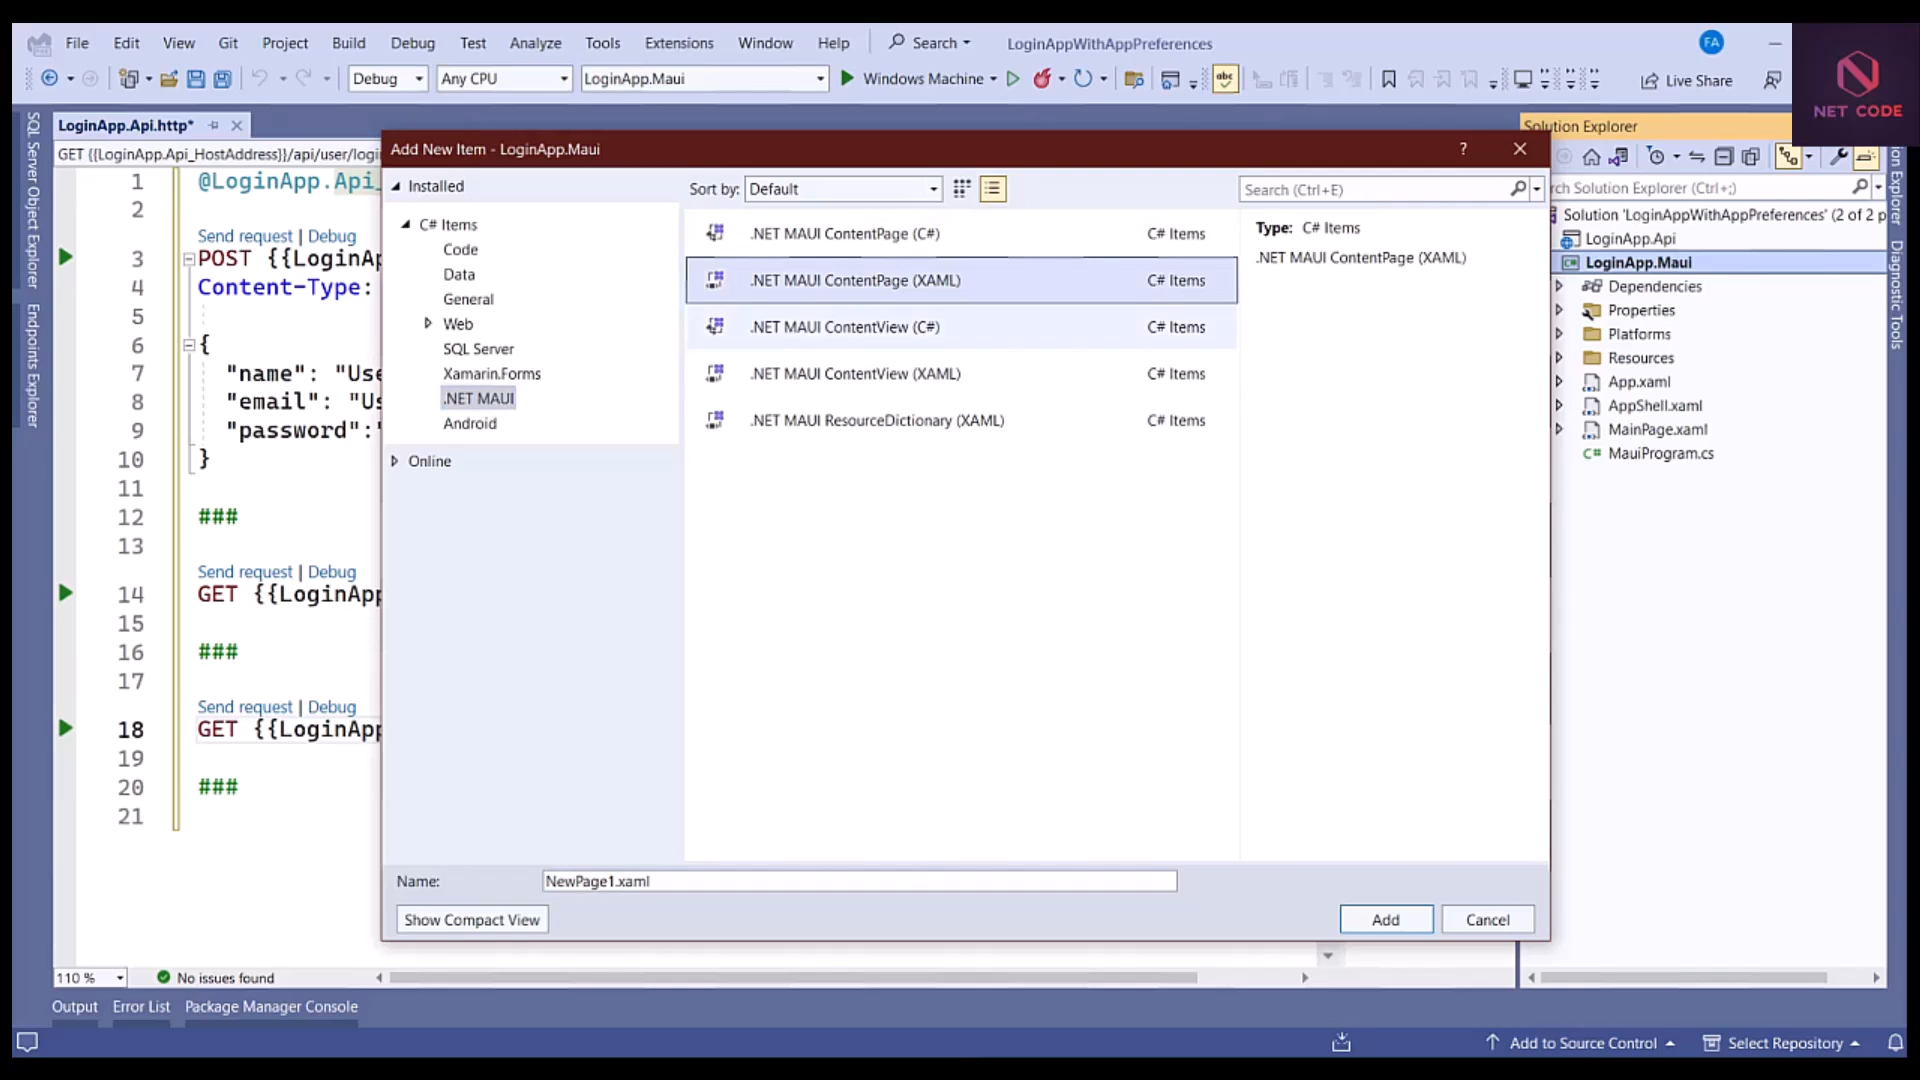 File Edit View Git Project Build Debug Test Analyze Tools Extensions Window Help Search LoginAppWithAppPreferences FA
Debug Any CPU LoginApp.Maui Windows Machine abc Live Share
NET CODE
SQL Server Object Explorer
Endpoints Explorer
LoginApp.Api.http*
GET {{LoginApp.Api_HostAddress}}/api/user/logi
1 @LoginApp.Api_
2
Send request | Debug
3 POST {{LoginAp
4 Content-Type:
5
6 {
7 "name": "Use
8 "email": "Us
9 "password":"
10 }
11
12 ###
13
Send request | Debug
14 GET {{LoginApp
15
16 ###
17
Send request | Debug
18 GET {{LoginApp
19
20 ###
21
110 % No issues found
Add New Item - LoginApp.Maui ?
Installed
C# Items
Code
Data
General
Web
SQL Server
Xamarin.Forms
.NET MAUI
Android
Online
Sort by: Default
Search (Ctrl+E)
.NET MAUI ContentPage (C#) C# Items
.NET MAUI ContentPage (XAML) C# Items
.NET MAUI ContentView (C#) C# Items
.NET MAUI ContentView (XAML) C# Items
.NET MAUI ResourceDictionary (XAML) C# Items
Type: C# Items
.NET MAUI ContentPage (XAML)
Name: NewPage1.xaml
Show Compact View Add Cancel
Solution Explorer
rch Solution Explorer (Ctrl+;)
Solution 'LoginAppWithAppPreferences' (2 of 2 p
LoginApp.Api
LoginApp.Maui
Dependencies
Properties
Platforms
Resources
App.xaml
AppShell.xaml
MainPage.xaml
C# MauiProgram.cs
ion Explorer
Diagnostic Tools
Output Error List Package Manager Console
Add to Source Control Select Repository